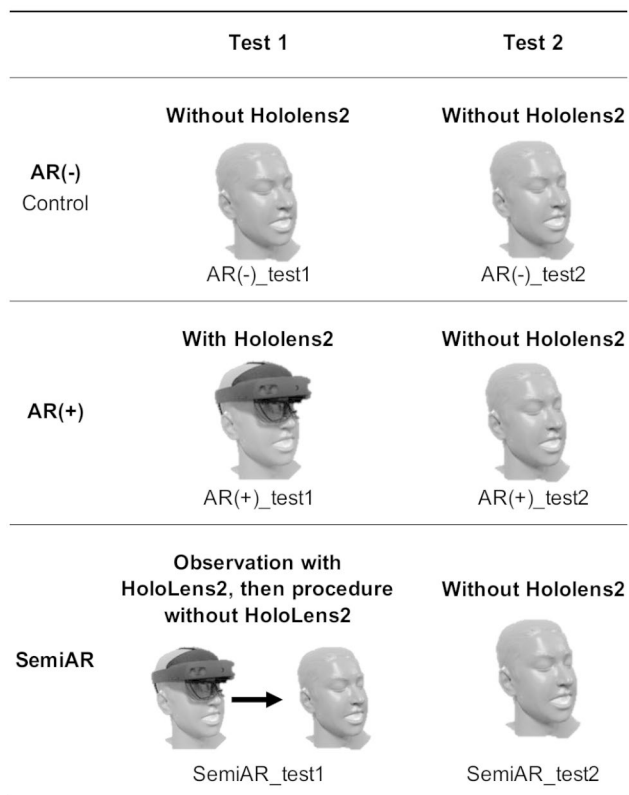 Test 1
Test 2
Without Hololens2
Without Hololens2
AR(-)
Control
AR(-)_test1
AR(-)_test2
With Hololens2
Without Hololens2
AR(+)
AR(+)_test1
AR(+)_test2
Observation with
HoloLens2, then procedure
without HoloLens2
Without Hololens2
SemiAR
SemiAR_test1
SemiAR_test2